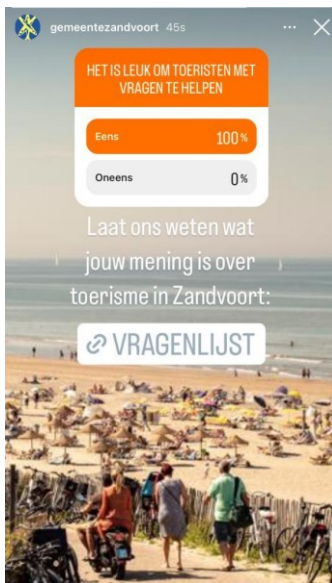 gemeentezandvoort 45s
HET IS LEUK OM TOERISTEN MET
VRAGEN TE HELPEN
Eens 100%
Oneens 0%
Laat ons weten wat
jouw mening is over
toerisme in Zandvoort:
VRAGENLIJST